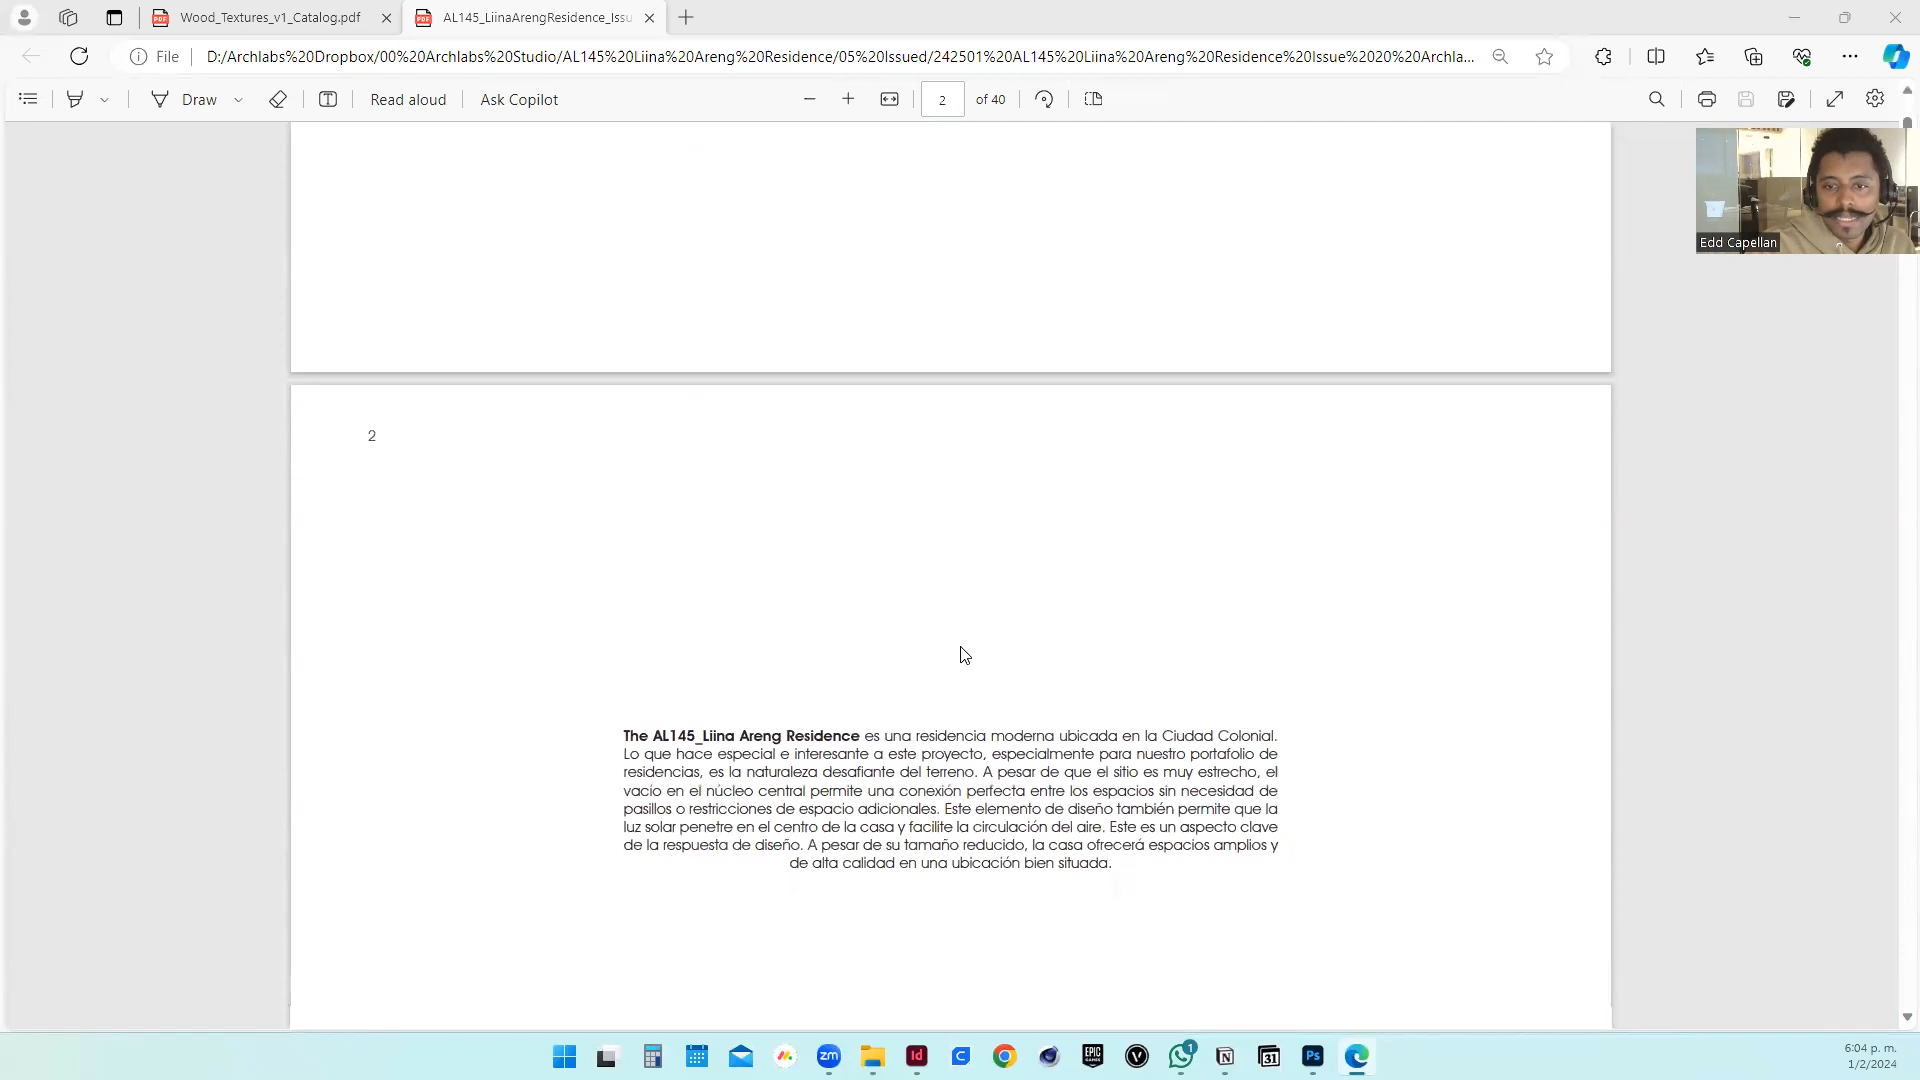 Wood_Textures_v1_Catalog.pdf
AL145_LiinaArengResidence_Issu
File
D:/Archlabs%20Dropbox/00%20Archlabs%20Studio/AL145%20Liina%20Areng%20Residence/05%20Issued/242501%20AL145%20Liina%20Areng%20Residence%20Issue%2020%20Archla...
Draw
Read aloud
Ask Copilot
2
of 40
Edd Capellan
2
The AL145_Liina Areng Residence es una residencia moderna ubicada en la Ciudad Colonial.
Lo que hace especial e interesante a este proyecto, especialmente para nuestro portafolio de
residencias, es la naturaleza desafiante del terreno. A pesar de que el sitio es muy estrecho, el
vacío en el núcleo central permite una conexión perfecta entre los espacios sin necesidad de
pasillos o restricciones de espacio adicionales. Este elemento de diseño también permite que la
luz solar penetre en el centro de la casa y facilite la circulación del aire. Este es un aspecto clave
de la respuesta de diseño. A pesar de su tamaño reducido, la casa ofrecerá espacios amplios y
de alta calidad en una ubicación bien situada.
zm
Id
EPIC
GAMES
1
N
31
Ps
6:04 p. m.
1/2/2024